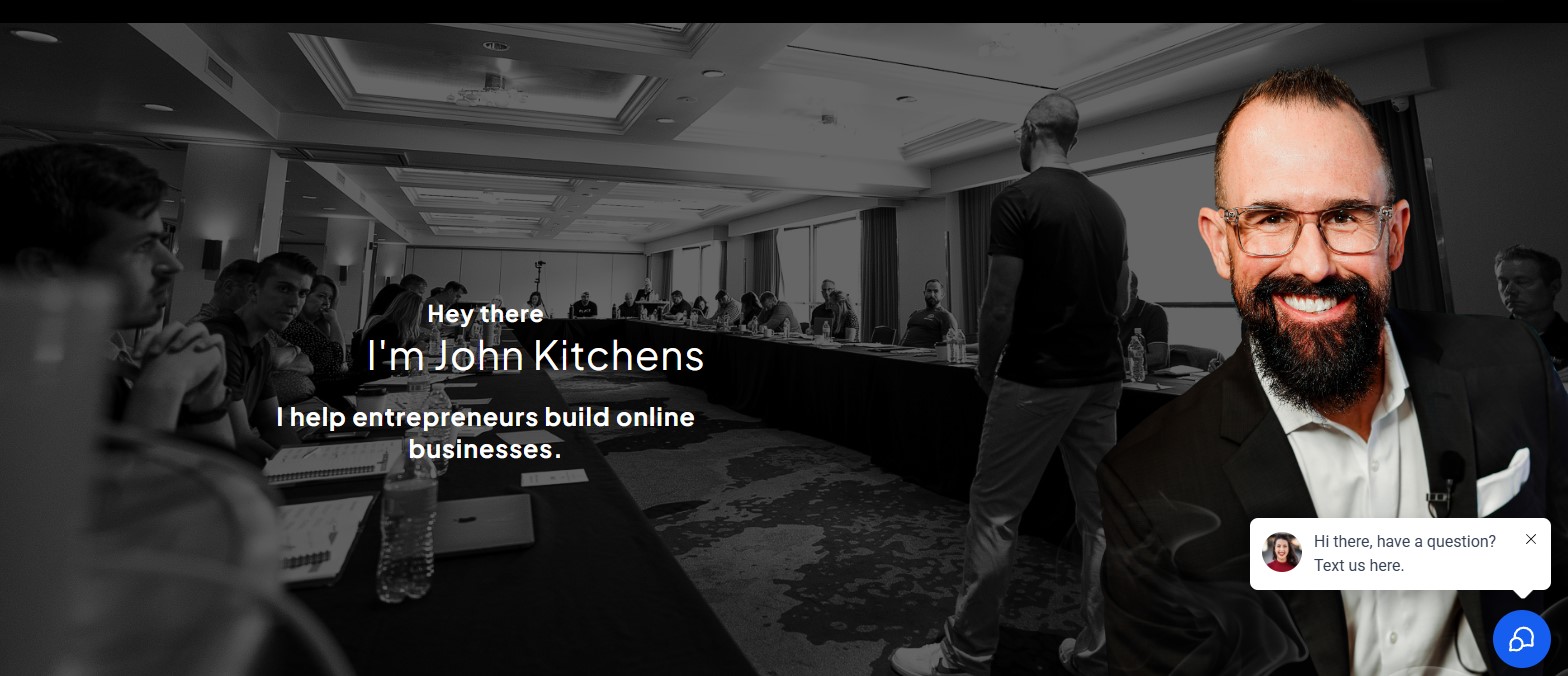 Hey there
I'm John Kitchens
I help entrepreneurs build online
businesses.
Hi there, have a question?
Text us here.